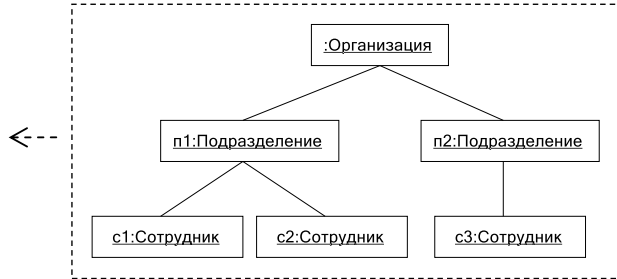 :Организация
п1:Подразделение
п2:Подразделение
с1:Сотрудник
с2:Сотрудник
с3:Сотрудник